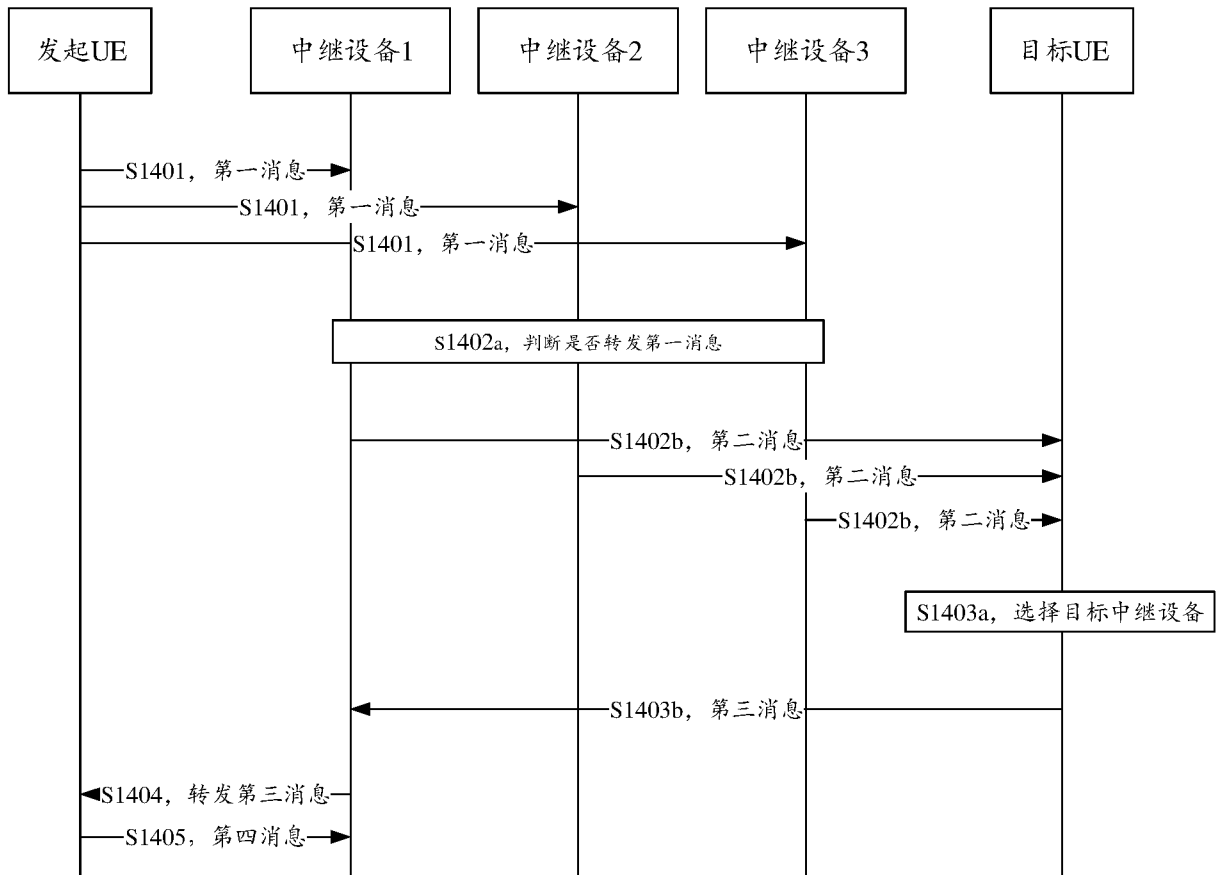 发起UE
中继设备1
中继设备2
中继设备3
目标UE
S1401，第一消息
S1401，第一消息
S1401，第一消息
S1402a，判断是否转发第一消息
S1402b，第二消息
S1402b，第二消息
S1402b，第二消息
S1403a，选择目标中继设备
S1403b，第三消息
S1404，转发第三消息
S1405，第四消息